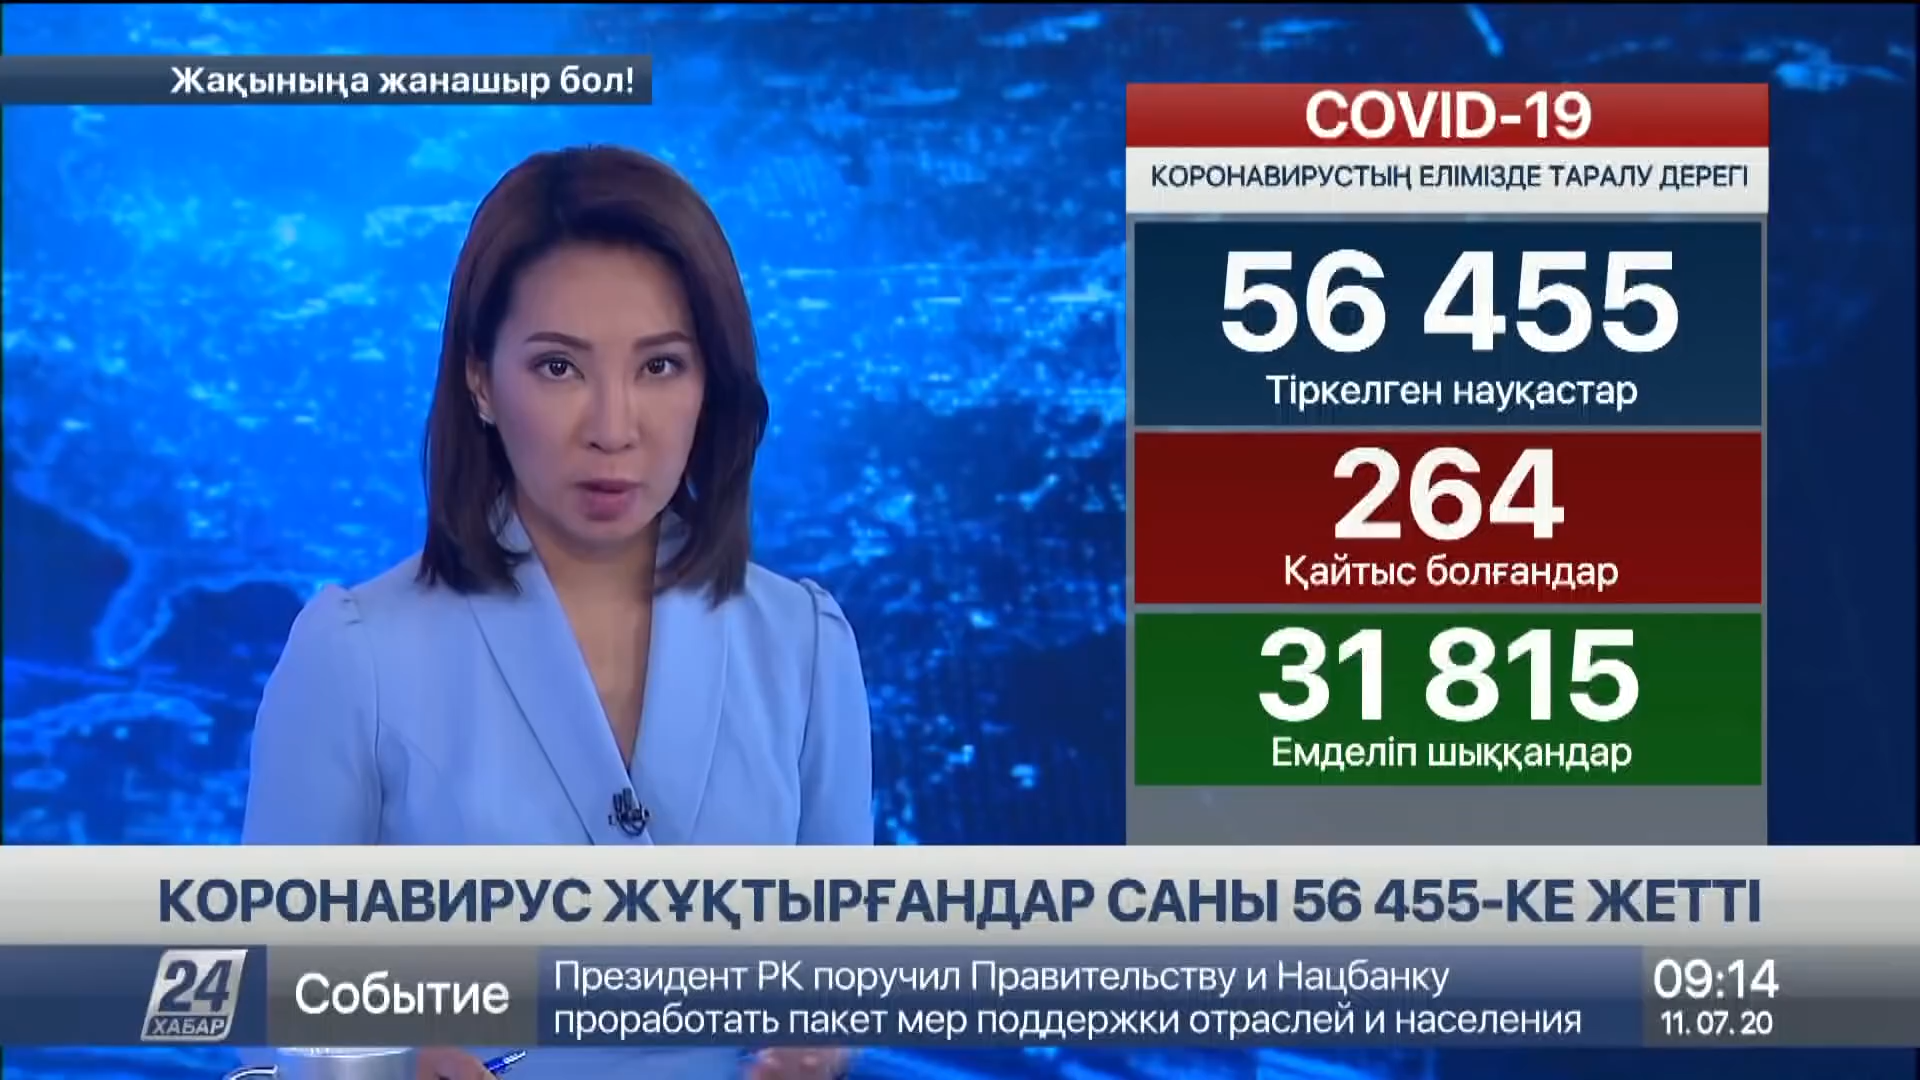 Жақыныңа жанашыр бол!
COVID-19
КОРОНАВИРУСТЫҢ ЕЛІМІЗДЕ ТАРАЛУ ДЕРЕГІ
56 455
Тіркелген науқастар
264
Қайтыс болғандар
31 815
Емделіп шыққандар
КОРОНАВИРУС ЖҰҚТЫРҒАНДАР САНЫ 56 455-КЕ ЖЕТТІ
24
ХАБАР
Событие
Президент РК поручил Правительству и Нацбанку
проработать пакет мер поддержки отраслей и населения
09:14
11. 07. 20